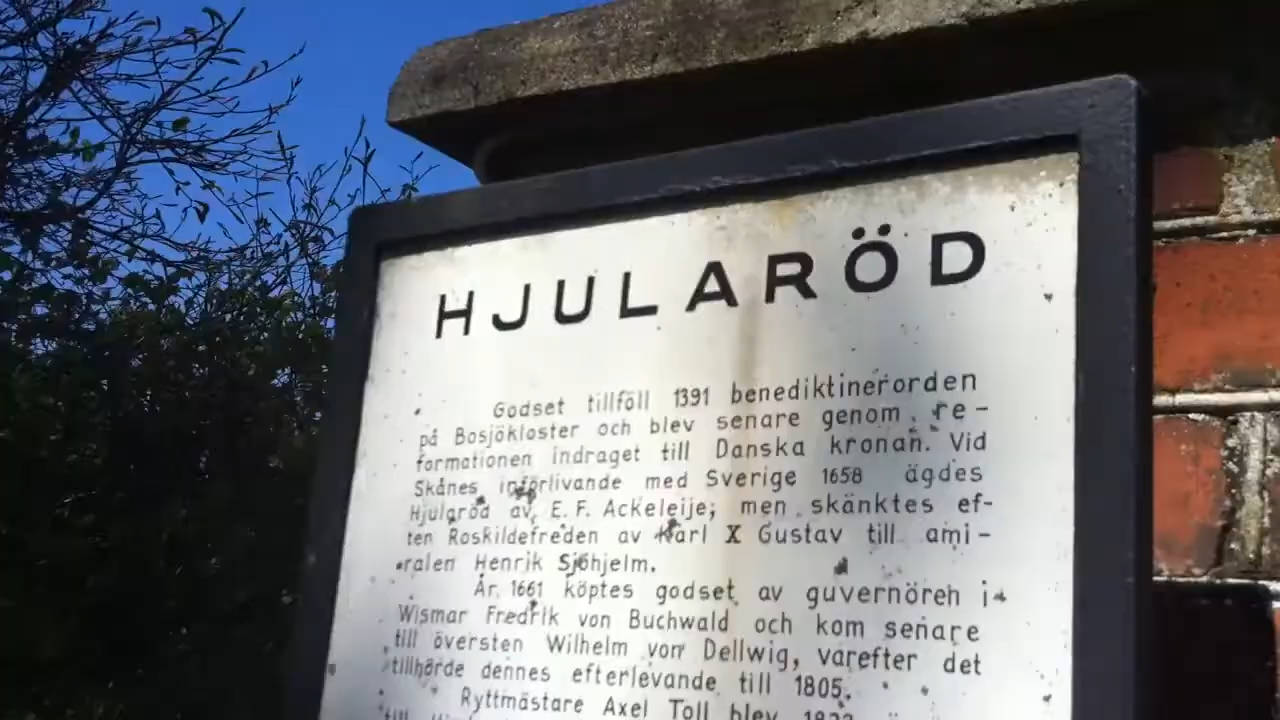 HJULARÖD
Godset tillföll 1391 benediktinerorden
på Bosjökloster och blev senare genom re-
formationen indraget till Danska kronan. Vid
Skånes införlivande med Sverige 1658 ägdes
Hjularöd av E. F. Ackeleije, men skänktes ef-
ten Roskildefreden av Karl X Gustav till ami-
ralen Henrik Sjöhjelm.
År 1661 köptes godset av guvernören i
Wismar Fredrik von Buchwald och kom senare
till översten Wilhelm von Dellwig, varefter det
tillhörde dennes efterlevande till 1805.
Ryttmästare Axel Toll blev
till